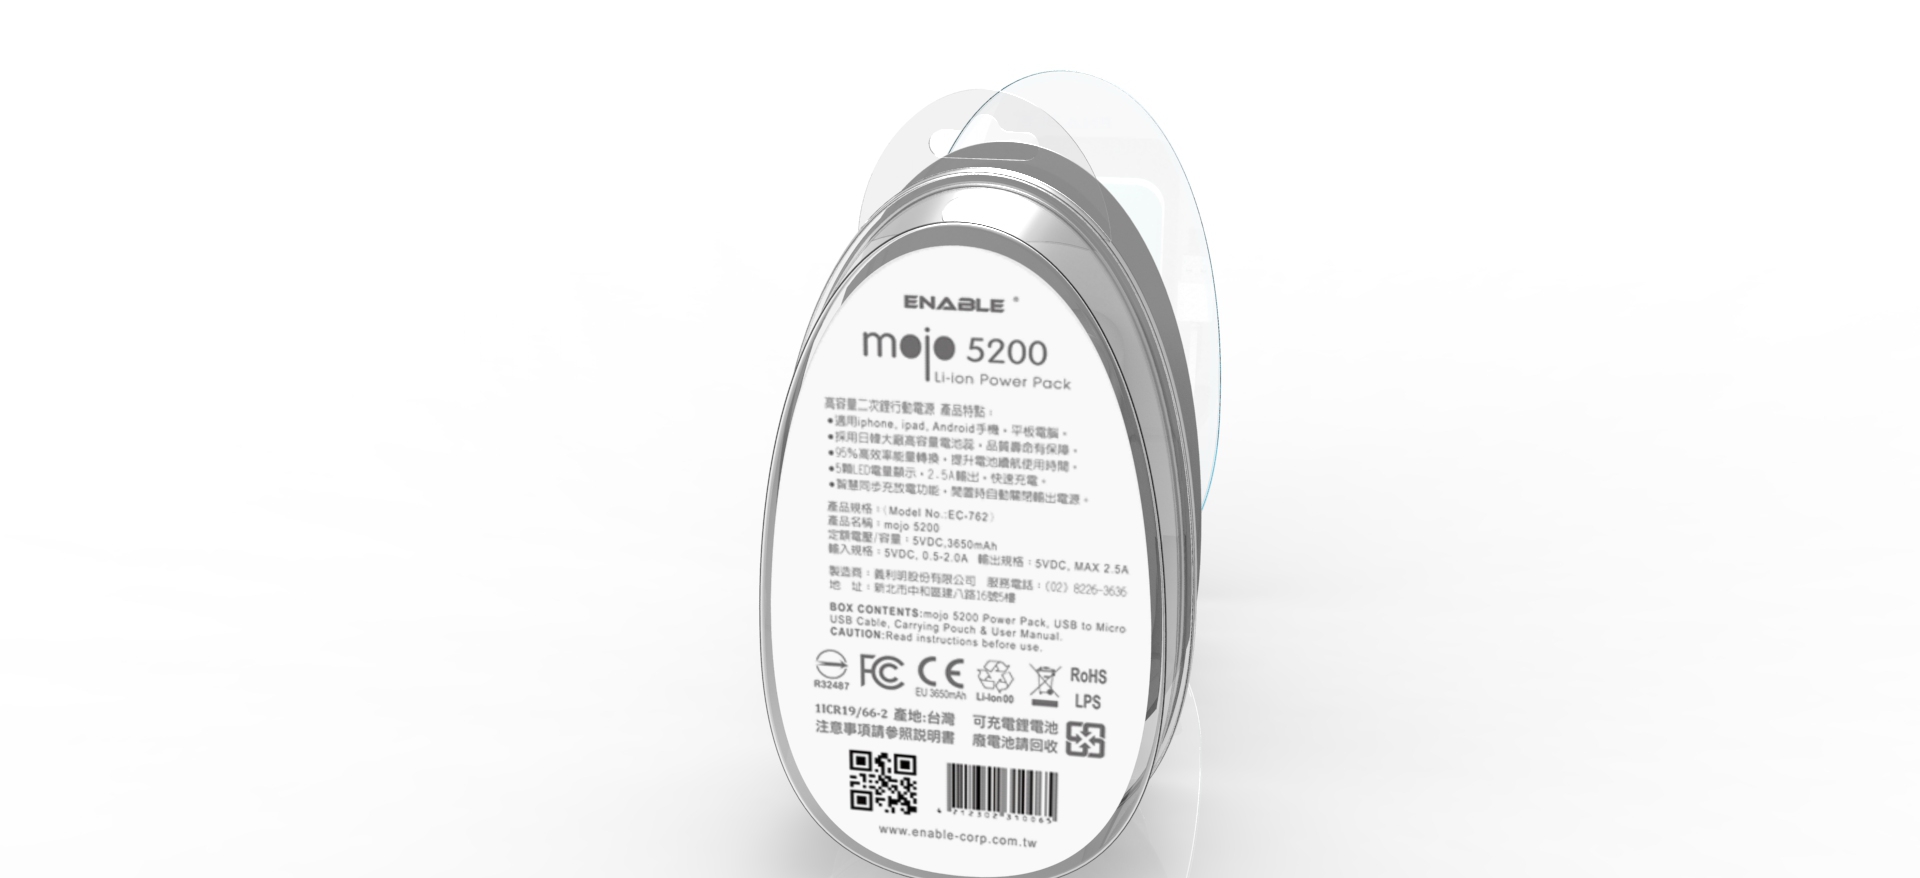 ENABLE ®
mojo 5200
Li-ion Power Pack
高容量二次鋰行動電源 產品特點：
●適用iphone, ipad, Android手機，平板電腦。
●採用日韓大廠高容量電池蕊，品質壽命有保障。
●95%高效率能量轉換，提升電池續航使用時間。
●5顆LED電量顯示，2.5A輸出，快速充電。
●智慧同步充放電功能，閒置時自動關閉輸出電源。
產品規格：(Model No.:EC-762)
產品名稱：mojo 5200
定額電壓/容量：5VDC,3650mAh
輸入規格：5VDC, 0.5-2.0A 輸出規格：5VDC, MAX 2.5A
製造商：義利明股份有限公司 服務電話：(02) 8226-3636
地 址：新北市中和區建八路16號5樓
BOX CONTENTS:mojo 5200 Power Pack, USB to Micro
USB Cable, Carrying Pouch & User Manual.
CAUTION:Read instructions before use.
R32487 FC CE EU 3650mAh Li-Ion 00 RoHS
LPS
1ICR19/66-2 產地:台灣 可充電鋰電池
注意事項請參照說明書 廢電池請回收
4 712302 310065
www.enable-corp.com.tw